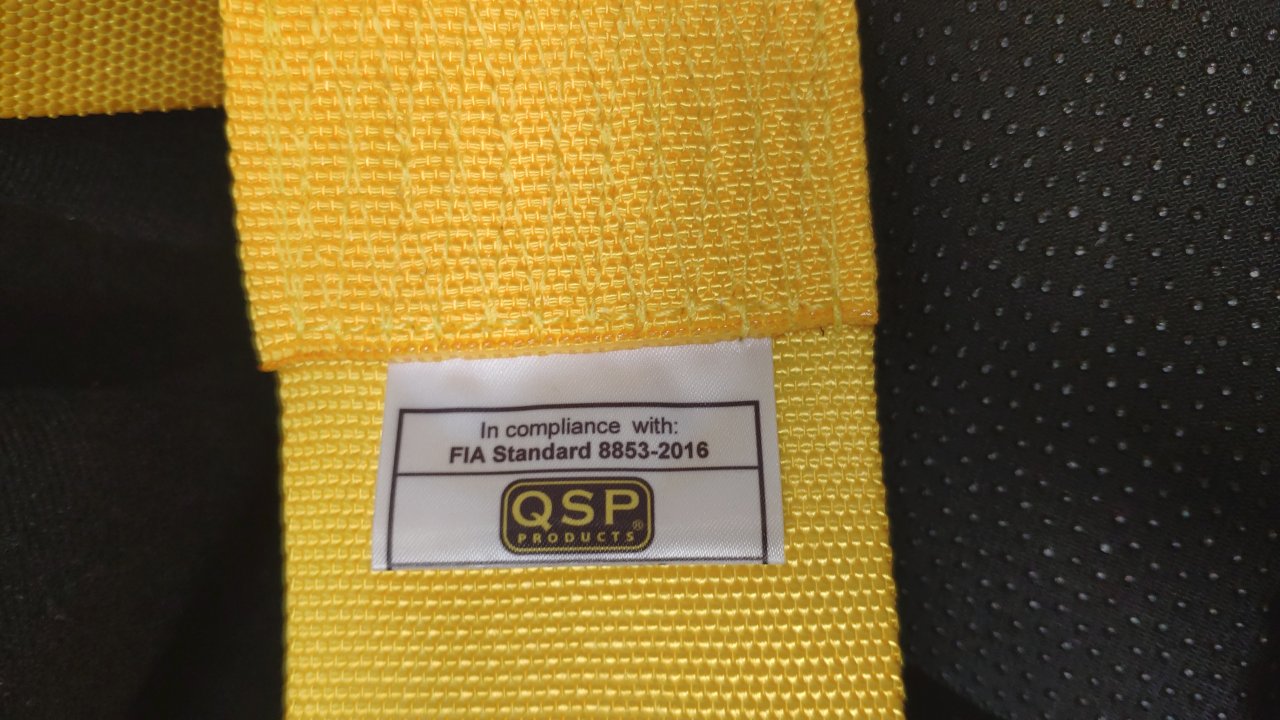 In compliance with:
FIA Standard 8853-2016
QSP
®
PRODUCTS